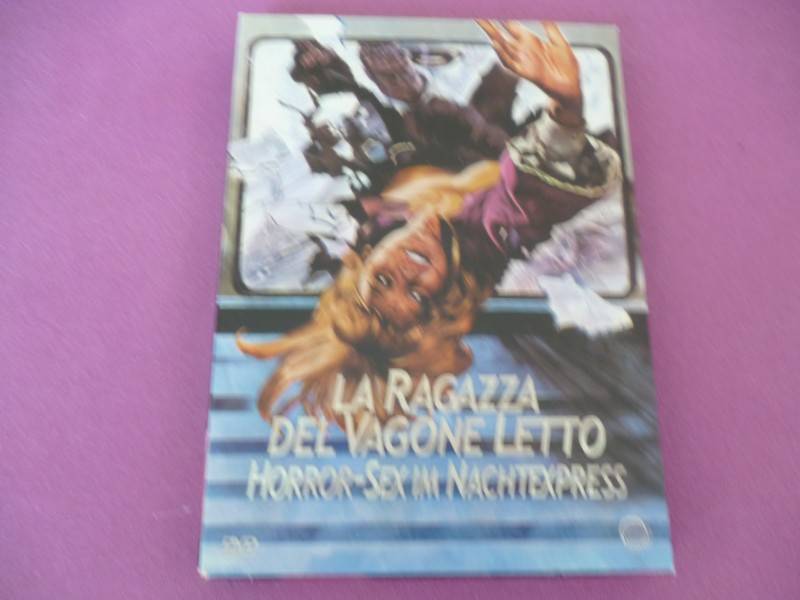 LA RAGAZZA
DEL VAGONE LETTO
HORROR-SEX IM NACHTEXPRESS
DVD